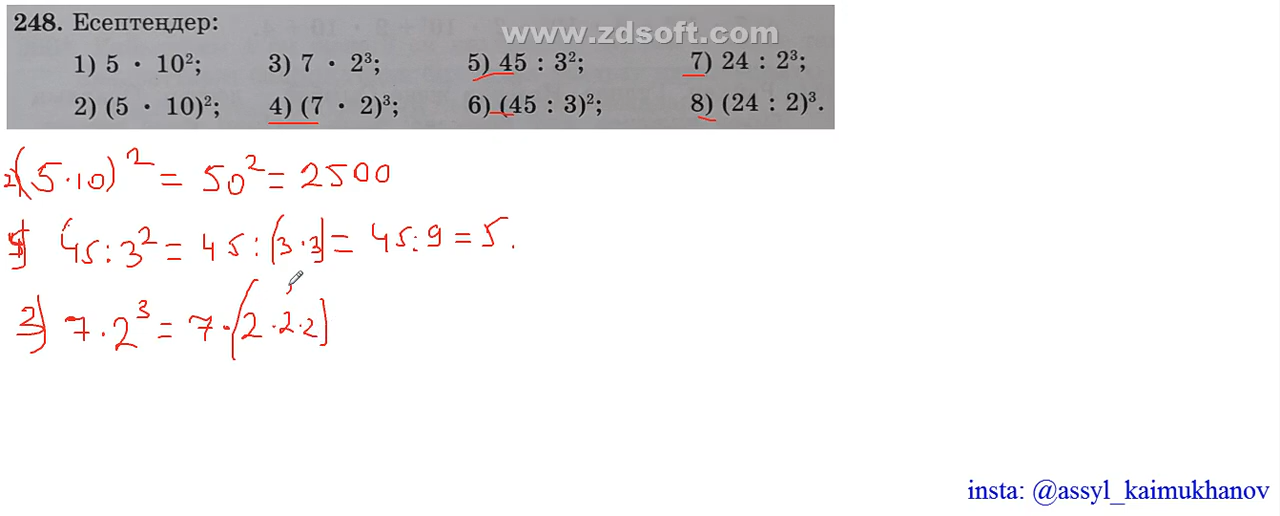 248. Есептеңдер: www.zdsoft.com
1) 5 · 10²; 3) 7 · 2³; 5) 45 : 3²; 7) 24 : 2³;
2) (5 · 10)²; 4) (7 · 2)³; 6) (45 : 3)²; 8) (24 : 2)³.
2) (5·10)² = 50² = 2500
45:3² = 45:(3·3) = 45:9 = 5.
3) 7·2³ = 7·(2·2·2)
insta: @assyl_kaimukhanov